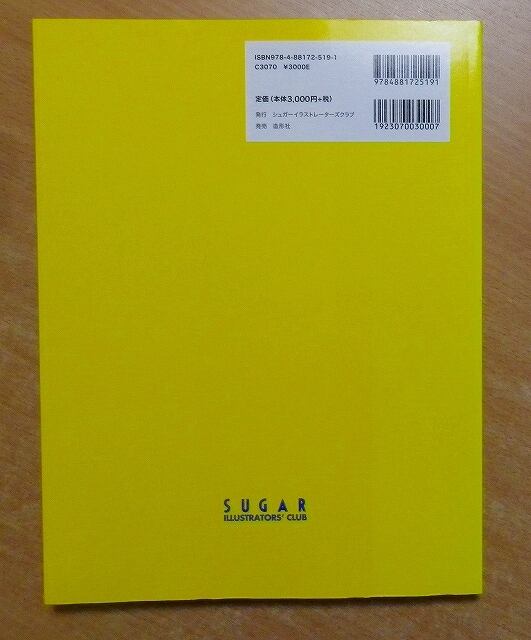 ISBN978-4-88172-519-1
C3070 ¥3000E
9784881725191
定価(本体3,000円+税)
発行 シュガーイラストレーターズクラブ
発売 造形社
1923070030007
SUGAR
ILLUSTRATORS' CLUB